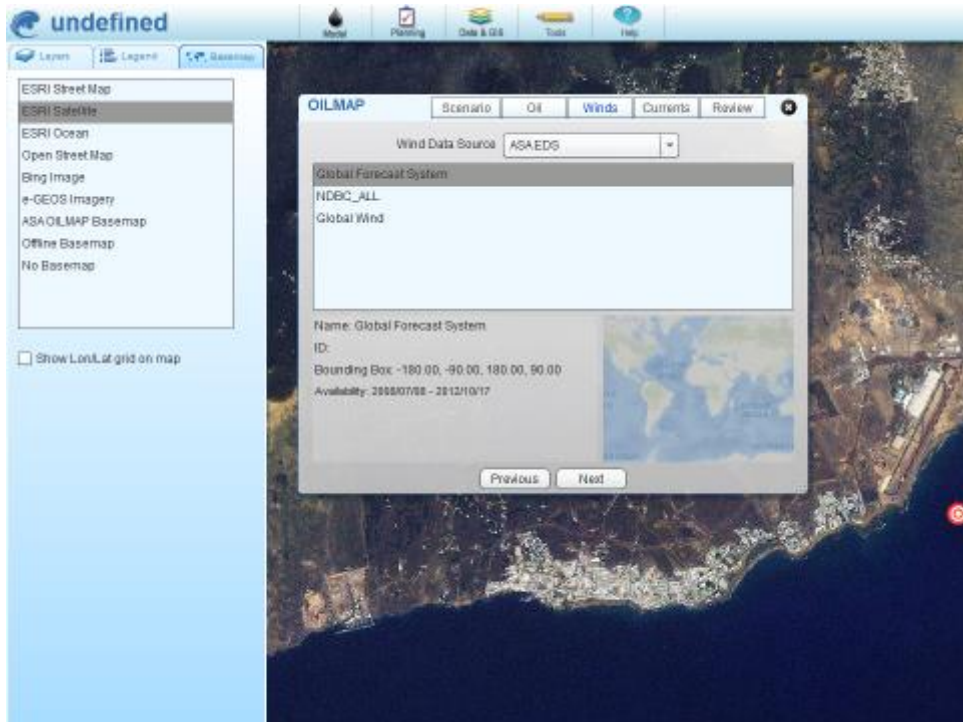 undefined
Model
Planning
Data & GIS
Tools
Help
Layers
Legend
Basemap
ESRI Street Map
ESRI Satellite
ESRI Ocean
Open Street Map
Bing Image
e-GEOS Imagery
ASA OILMAP Basemap
Offline Basemap
No Basemap
Show Lon/Lat grid on map
OILMAP
Scenario
Oil
Winds
Currents
Review
Wind Data Source
ASAEDS
Global Forecast System
NDBC_ALL
Global Wind
Name: Global Forecast System
ID:
Bounding Box: -180.00, -90.00, 180.00, 90.00
Availability: 2008/07/08 - 2012/10/17
Previous
Next